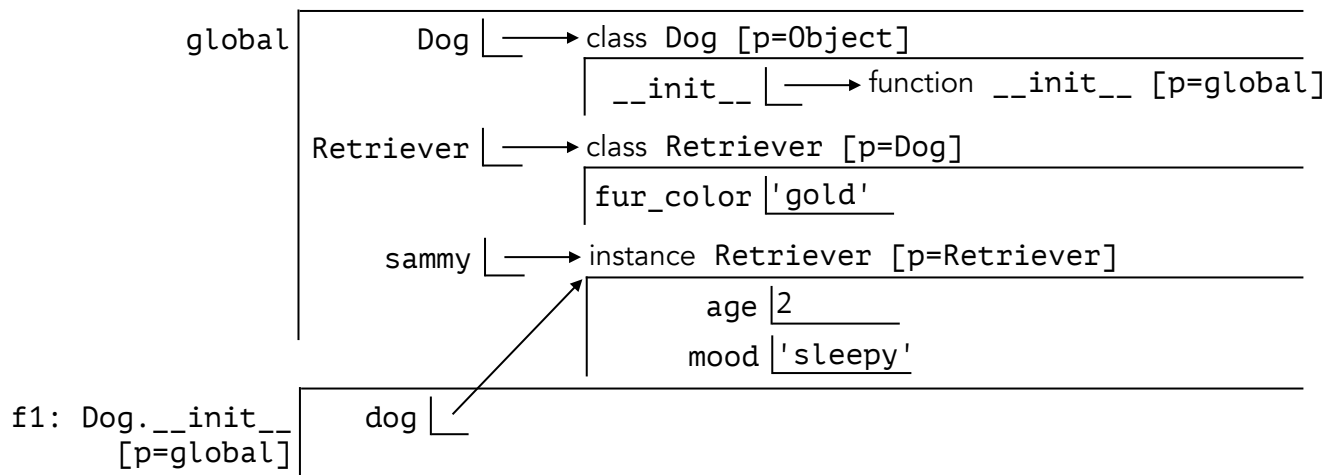 global Dog class Dog [p=Object]
__init__ function __init__ [p=global]
Retriever class Retriever [p=Dog]
fur_color 'gold'
sammy instance Retriever [p=Retriever]
age 2
mood 'sleepy'
f1: Dog.__init__ dog
[p=global]